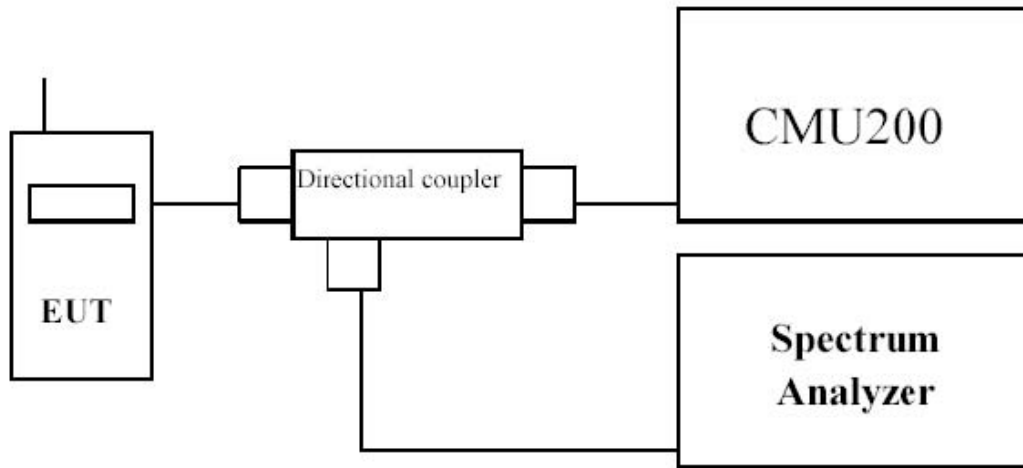 CMU200
Directional coupler
EUT
Spectrum
Analyzer